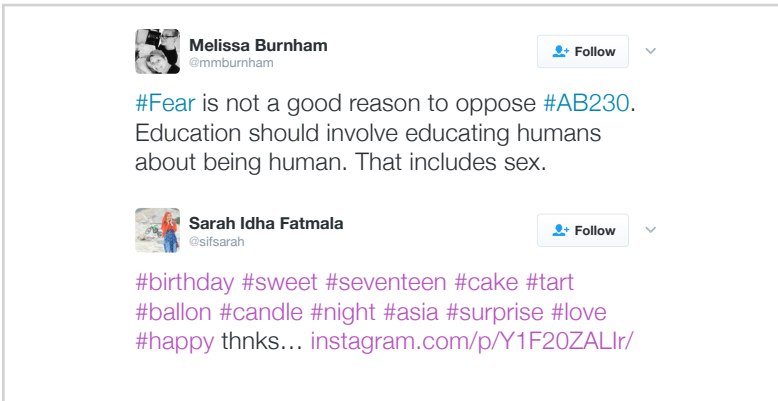 Melissa Burnham
@mmburnham
Follow
#Fear is not a good reason to oppose #AB230.
Education should involve educating humans
about being human. That includes sex.
Sarah Idha Fatmala
@sifsarah
Follow
#birthday #sweet #seventeen #cake #tart
#ballon #candle #night #asia #surprise #love
#happy thnks… instagram.com/p/Y1F20ZALIr/